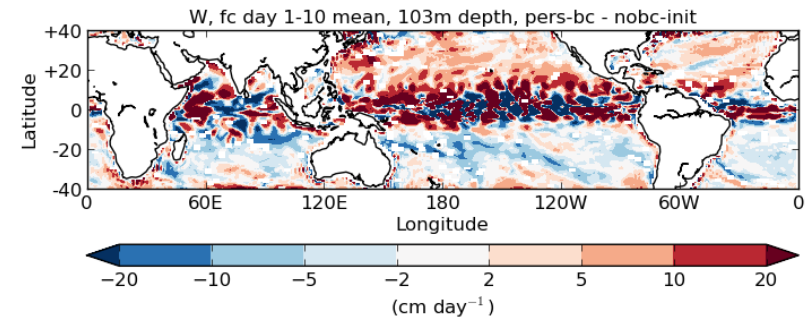 W, fc day 1-10 mean, 103m depth, pers-bc - nobc-init
+40
+20
0
-20
-40
Latitude
0 60E 120E 180 120W 60W 0
Longitude
−20 −10 −5 −2 2 5 10 20
(cm day⁻¹)